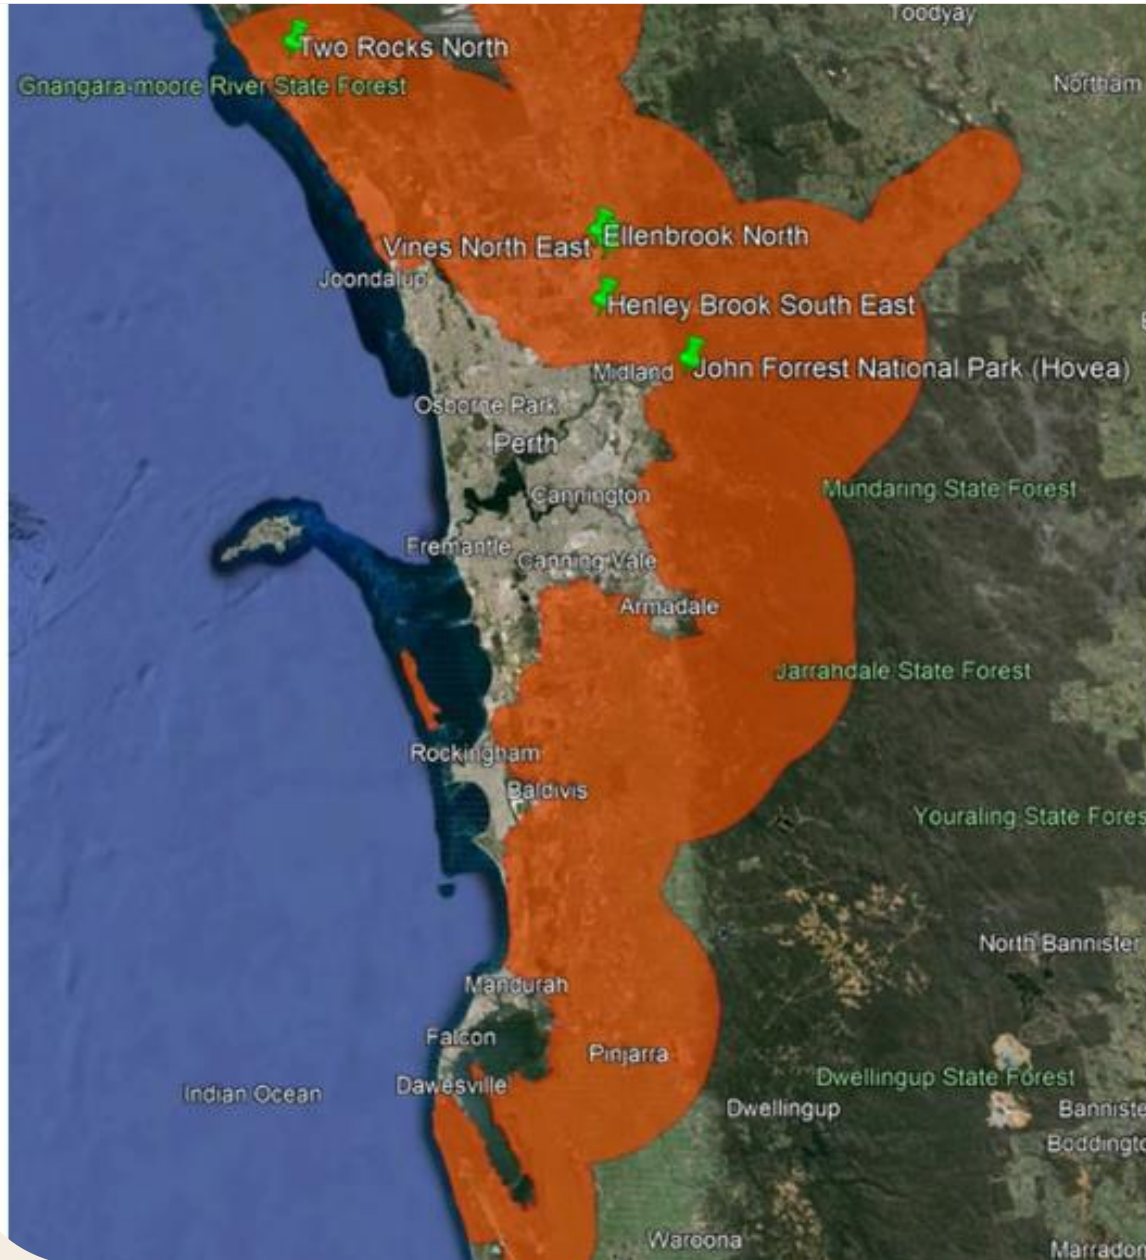 Toodyay
Two Rocks North
Gnangara-moore River State Forest
Northam
Ellenbrook North
Vines North East
Joondalup
Henley Brook South East
Midland
John Forrest National Park (Hovea)
Osborne Park
Perth
Mundaring State Forest
Cannington
Fremantle
Canning Vale
Armadale
Jarrahdale State Forest
Rockingham
Baldivis
Youraling State Fores
North Bannister
Mandurah
Falcon
Pinjarra
Dwellingup State Forest
Dawesville
Indian Ocean
Dwellingup
Banniste
Boddingto
Waroona
Marradon